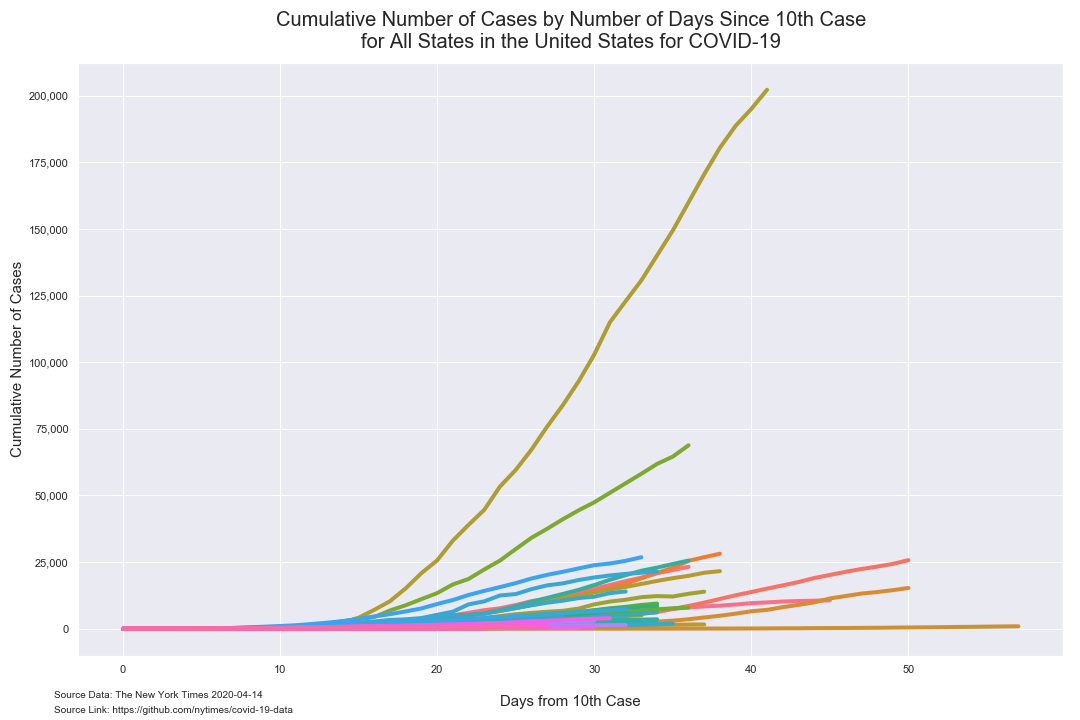 Cumulative Number of Cases by Number of Days Since 10th Case
for All States in the United States for COVID-19
Cumulative Number of Cases
200,000
175,000
150,000
125,000
100,000
75,000
50,000
25,000
0
0 10 20 30 40 50
Days from 10th Case
Source Data: The New York Times 2020-04-14
Source Link: https://github.com/nytimes/covid-19-data